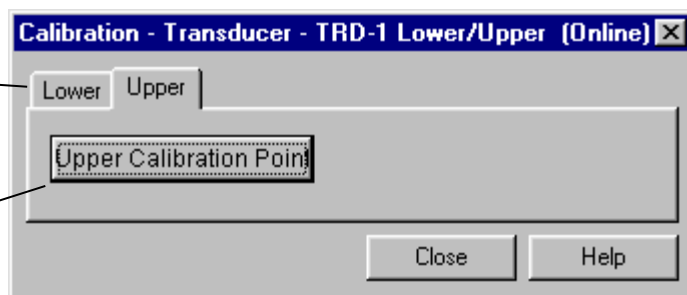 Calibration - Transducer - TRD-1 Lower/Upper (Online)
Lower Upper
Upper Calibration Poin
Close Help